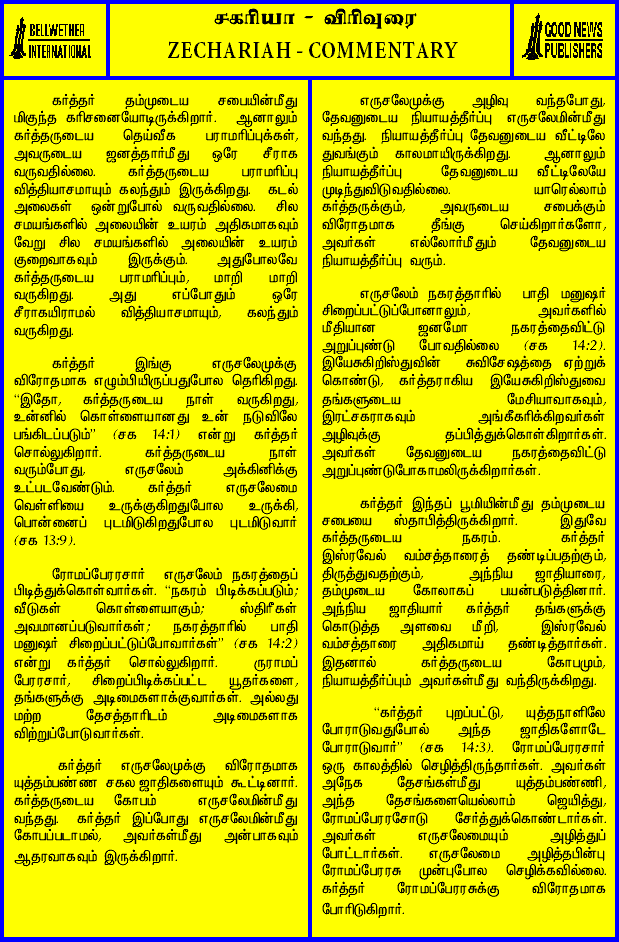 BELLWETHER
INTERNATIONAL
சகரியா - விரிவுரை
ZECHARIAH - COMMENTARY
GOOD NEWS
PUBLISHERS
கர்த்தர் தம்முடைய சபையின்மீது
மிகுந்த கரிசனையோடிருக்கிறார். ஆனாலும்
கர்த்தருடைய தெய்வீக பராமரிப்புக்கள்,
அவருடைய ஜனத்தார்மீது ஒரே சீராக
வருவதில்லை. கர்த்தருடைய பராமரிப்பு
வித்தியாசமாயும் கலந்தும் இருக்கிறது. கடல்
அலைகள் ஒன்றுபோல் வருவதில்லை. சில
சமயங்களில் அலையின் உயரம் அதிகமாகவும்
வேறு சில சமயங்களில் அலையின் உயரம்
குறைவாகவும் இருக்கும். அதுபோலவே
கர்த்தருடைய பராமரிப்பும், மாறி மாறி
வருகிறது. அது எப்போதும் ஒரே
சீராகயிராமல் வித்தியாசமாயும், கலந்தும்
வருகிறது.
கர்த்தர் இங்கு எருசலேமுக்கு
விரோதமாக எழும்பியிருப்பதுபோல தெரிகிறது.
“இதோ, கர்த்தருடைய நாள் வருகிறது,
உன்னில் கொள்ளையானது உன் நடுவிலே
பங்கிடப்படும்” (சக 14:1) என்று கர்த்தர்
சொல்லுகிறார். கர்த்தருடைய நாள்
வரும்போது, எருசலேம் அக்கினிக்கு
உட்படவேண்டும். கர்த்தர் எருசலேமை
வெள்ளியை உருக்குகிறதுபோல உருக்கி,
பொன்னைப் புடமிடுகிறதுபோல புடமிடுவார்
(சக 13:9).
ரோமப்பேரரசார் எருசலேம் நகரத்தைப்
பிடித்துக்கொள்வார்கள். “நகரம் பிடிக்கப்படும்;
வீடுகள் கொள்ளையாகும்; ஸ்திரீகள்
அவமானப்படுவார்கள்; நகரத்தாரில் பாதி
மனுஷர் சிறைப்பட்டுப்போவார்கள்” (சக 14:2)
என்று கர்த்தர் சொல்லுகிறார். ருராமப்
பேரரசர், சிறைப்பிடிக்கப்பட்ட யூதர்களை,
தங்களுக்கு அடிமைகளாக்குவார்கள். அல்லது
மற்ற தேசத்தாரிடம் அடிமைகளாக
விற்றுப்போடுவார்கள்.
கர்த்தர் எருசலேமுக்கு விரோதமாக
யுத்தம்பண்ண சகல ஜாதிகளையும் கூட்டினார்.
கர்த்தருடைய கோபம் எருசலேமின்மீது
வந்தது. கர்த்தர் இப்போது எருசலேமின்மீது
கோபப்படாமல், அவர்கள்மீது அன்பாகவும்
ஆதரவாகவும் இருக்கிறார்.
எருசலேமுக்கு அழிவு வந்தபோது,
தேவனுடைய நியாயத்தீர்ப்பு எருசலேமின்மீது
வந்தது. நியாயத்தீர்ப்பு தேவனுடைய வீட்டிலே
துவங்கும் காலமாயிருக்கிறது. ஆனாலும்
நியாயத்தீர்ப்பு தேவனுடைய வீட்டிலேயே
முடிந்துவிடுவதில்லை. யாரெல்லாம்
கர்த்தருக்கும், அவருடைய சபைக்கும்
விரோதமாக தீங்கு செய்கிறார்களோ,
அவர்கள் எல்லோர்மீதும் தேவனுடைய
நியாயத்தீர்ப்பு வரும்.
எருசலேம் நகரத்தாரில் பாதி மனுஷர்
சிறைப்பட்டுப்போனாலும், அவர்களில்
மீதியான ஜனமோ நகரத்தைவிட்டு
அறுப்புண்டு போவதில்லை (சக 14:2).
இயேசுகிறிஸ்துவின் சுவிசேஷத்தை ஏற்றுக்
கொண்டு, கர்த்தராகிய இயேசுகிறிஸ்துவை
தங்களுடைய மேசியாவாகவும்,
இரட்சகராகவும் அங்கீகரிக்கிறவர்கள்
அழிவுக்கு தப்பித்துக்கொள்கிறார்கள்.
அவர்கள் தேவனுடைய நகரத்தைவிட்டு
அறுப்புண்டுபோகாமலிருக்கிறார்கள்.
கர்த்தர் இந்தப் பூமியின்மீது தம்முடைய
சபையை ஸ்தாபித்திருக்கிறார். இதுவே
கர்த்தருடைய நகரம். கர்த்தர்
இஸ்ரவேல் வம்சத்தாரைத் தண்டிப்பதற்கும்,
திருத்துவதற்கும், அந்நிய ஜாதியாரை,
தம்முடைய கோலாகப் பயன்படுத்தினார்.
அந்நிய ஜாதியார் கர்த்தர் தங்களுக்கு
கொடுத்த அளவை மீறி, இஸ்ரவேல்
வம்சத்தாரை அதிகமாய் தண்டித்தார்கள்.
இதனால் கர்த்தருடைய கோபமும்,
நியாயத்தீர்ப்பும் அவர்கள்மீது வந்திருக்கிறது.
“கர்த்தர் புறப்பட்டு, யுத்தநாளிலே
போராடுவதுபோல் அந்த ஜாதிகளோடே
போராடுவார்” (சக 14:3). ரோமப்பேரரசார்
ஒரு காலத்தில் செழித்திருந்தார்கள். அவர்கள்
அநேக தேசங்கள்மீது யுத்தம்பண்ணி,
அந்த தேசங்களையெல்லாம் ஜெயித்து,
ரோமப்பேரரசோடு சேர்த்துக்கொண்டார்கள்.
அவர்கள் எருசலேமையும் அழித்துப்
போட்டார்கள். எருசலேமை அழித்தபின்பு
ரோமப்பேரரசு முன்புபோல செழிக்கவில்லை.
கர்த்தர் ரோமப்பேரரசுக்கு விரோதமாக
போரிடுகிறார்.